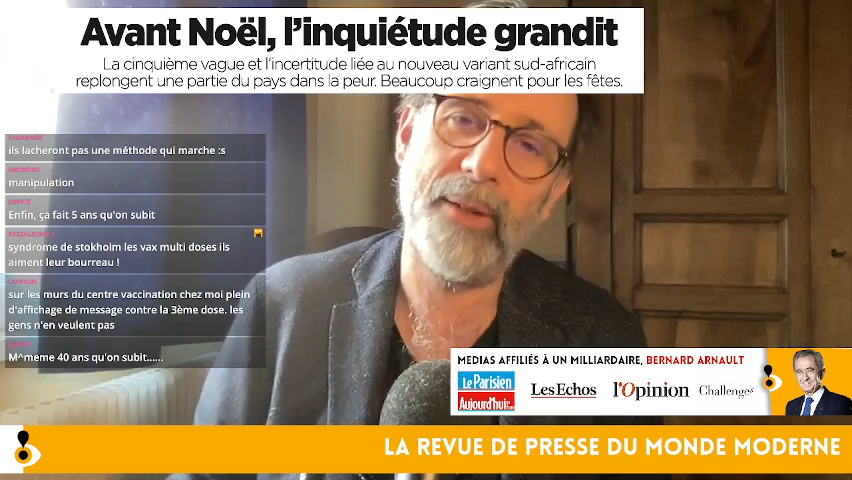 Avant Noël, l'inquiétude grandit
La cinquième vague et l'incertitude liée au nouveau variant sud-africain
replongent une partie du pays dans la peur. Beaucoup craignent pour les fêtes.
ils lacheront pas une méthode qui marche :s
manipulation
Enfin, ça fait 5 ans qu'on subit
syndrome de stokholm les vax multi doses ils
aiment leur bourreau !
sur les murs du centre vaccination chez moi plein
d'affichage de message contre la 3ème dose. les
gens n'en veulent pas
M^meme 40 ans qu'on subit......
MEDIAS AFFILIÉS À UN MILLIARDAIRE, BERNARD ARNAULT
Le Parisien
Aujourd'hui
Les Echos
l'Opinion
Challenges
LA REVUE DE PRESSE DU MONDE MODERNE